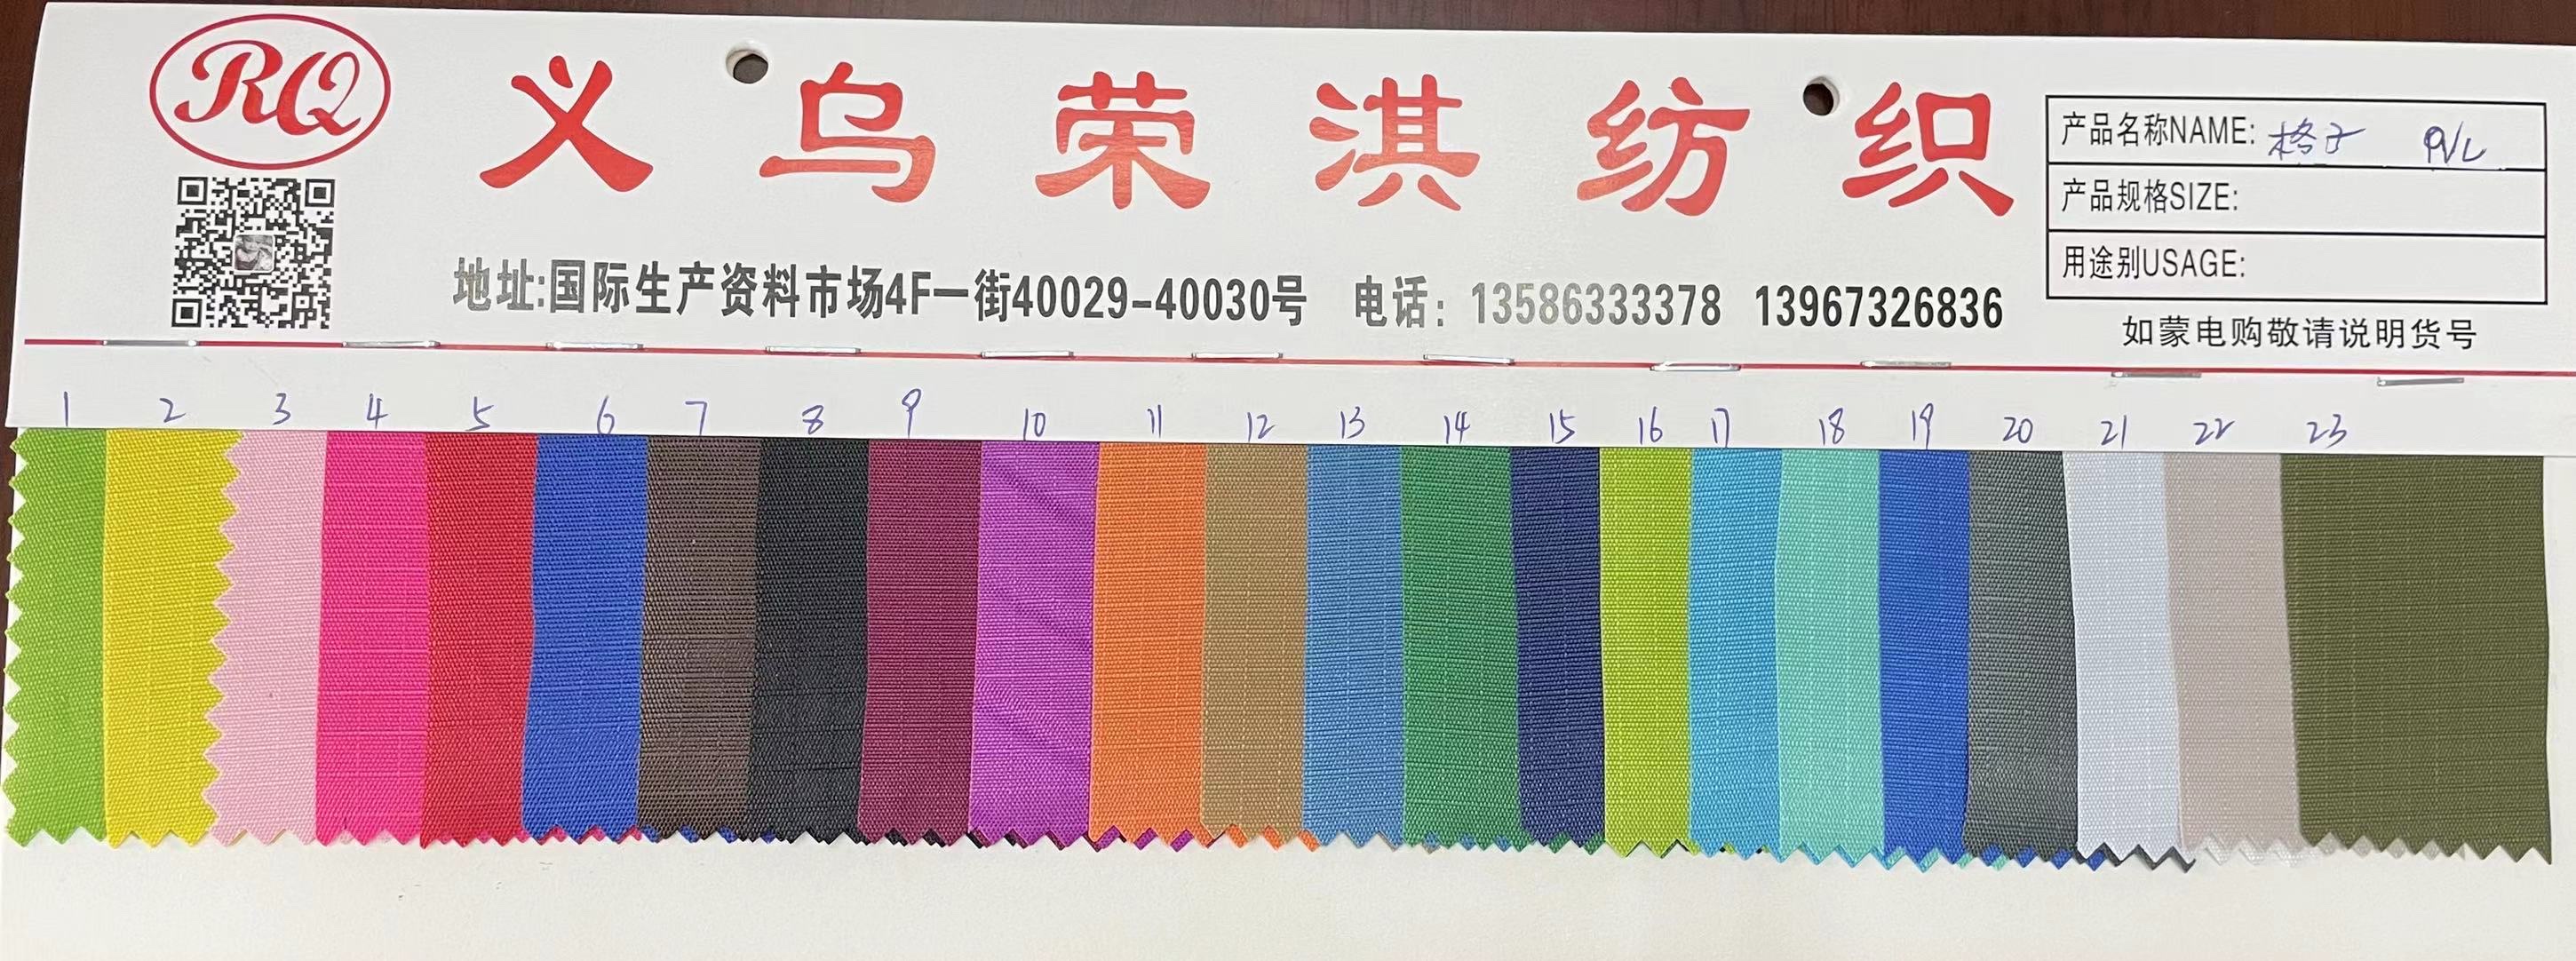 RQ
义乌荣淇纺织
地址:国际生产资料市场4F一街40029-40030号 电话：13586333378 13967326836
产品名称NAME: 格子 PVC
产品规格SIZE:
用途别USAGE:
如蒙电购敬请说明货号
1 2 3 4 5 6 7 8 9 10 11 12 13 14 15 16 17 18 19 20 21 22 23